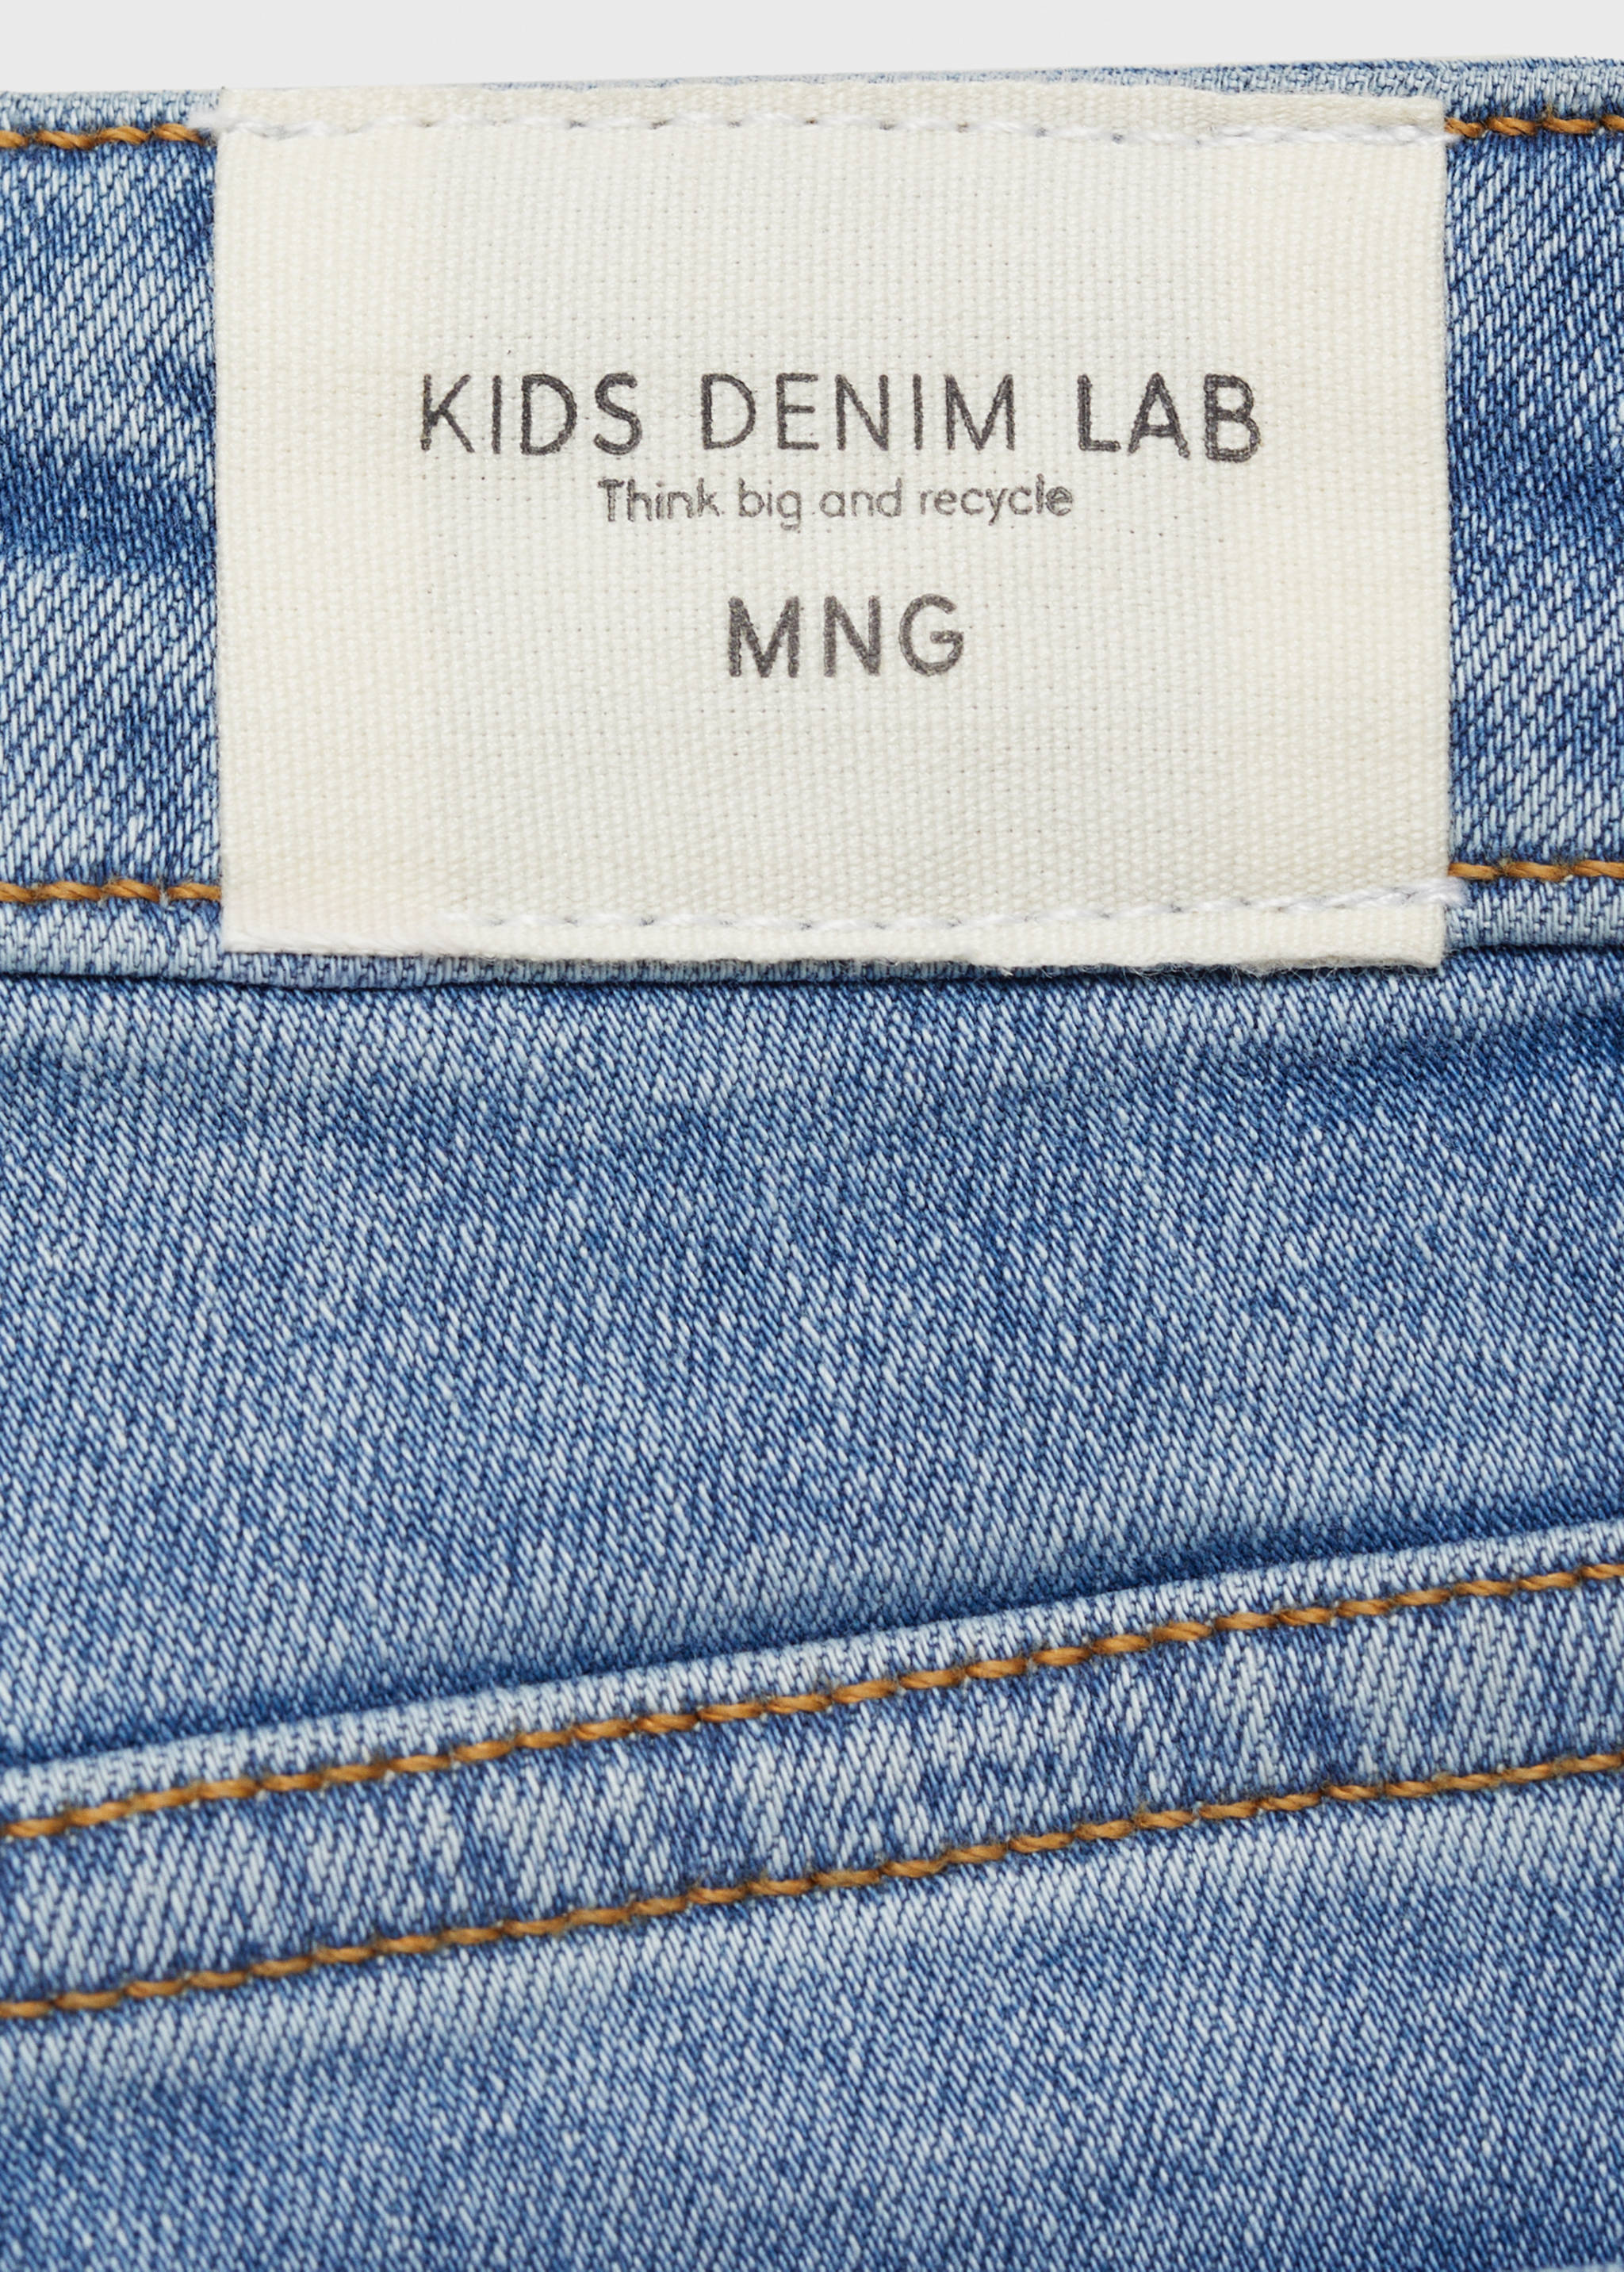 KIDS DENIM LAB
Think big and recycle
MNG